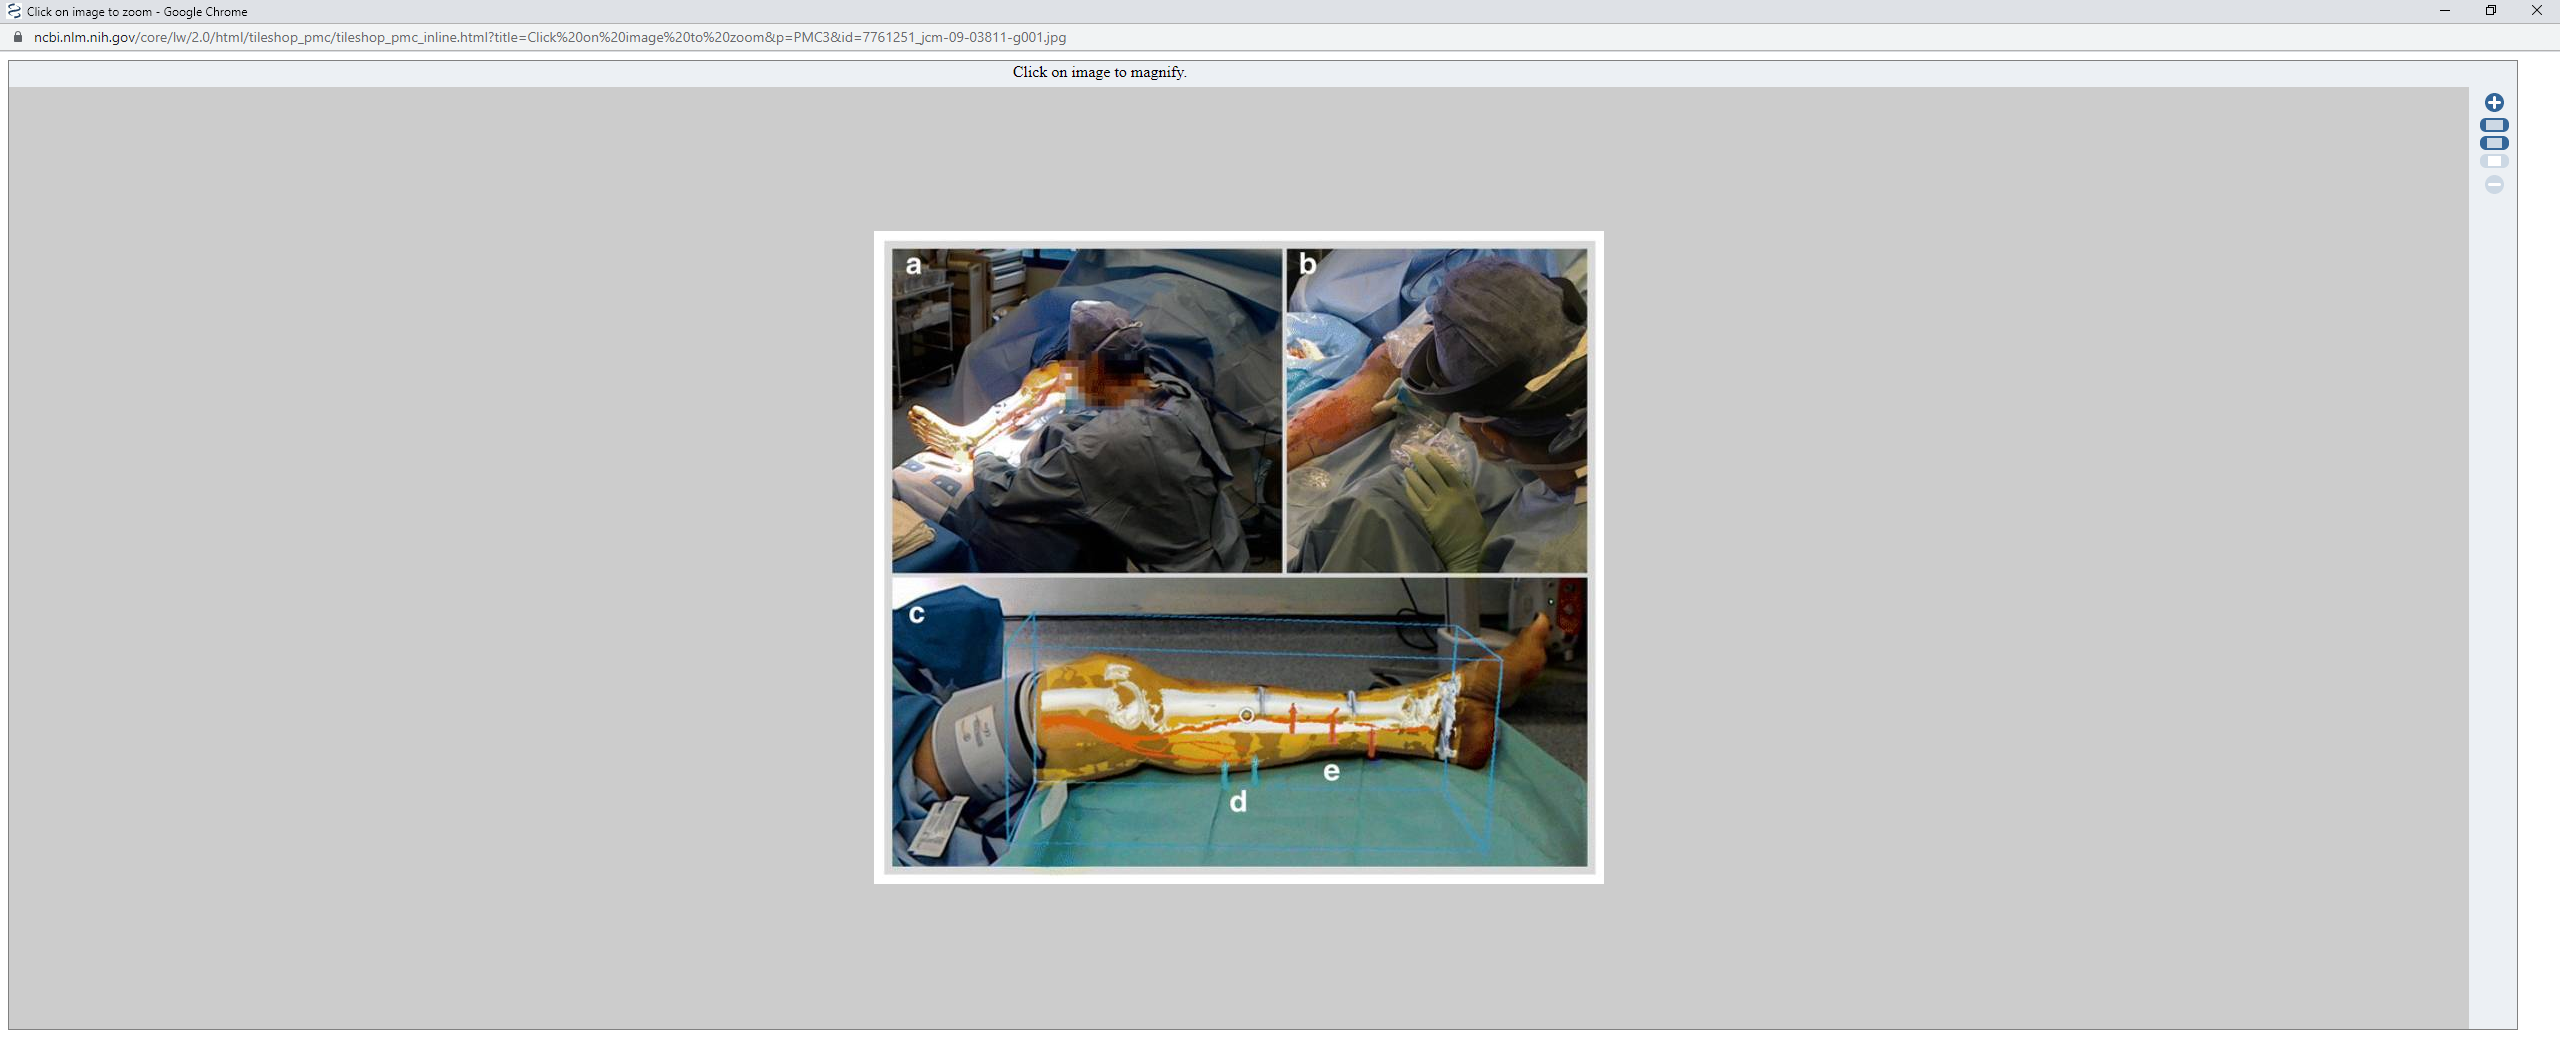 Click on image to zoom - Google Chrome
ncbi.nlm.nih.gov/core/lw/2.0/html/tileshop_pmc/tileshop_pmc_inline.html?title=Click%20on%20image%20to%20zoom&p=PMC3&id=7761251_jcm-09-03811-g001.jpg
Click on image to magnify.
a
b
c
e
d